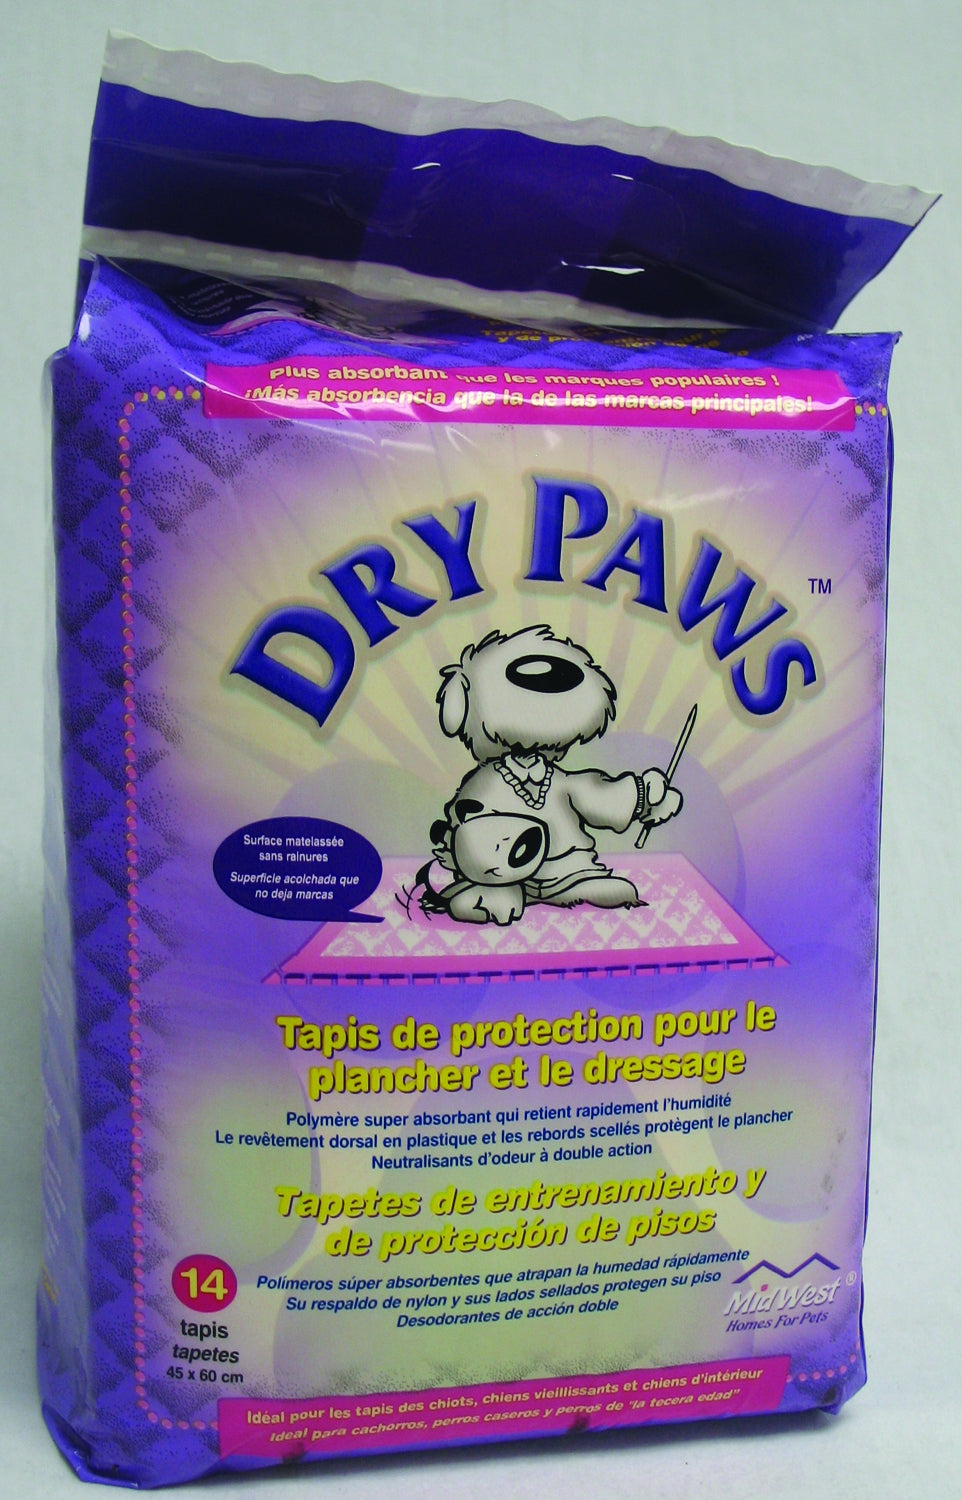 Plus absorbant que les marques populaires !
¡Más absorbencia que la de las marcas principales!
DRY PAWS
TM
Surface matelassée
sans rainures
Superficie acolchada que
no deja marcas
Tapis de protection pour le
plancher et le dressage
Polymère super absorbant qui retient rapidement l'humidité
Le revêtement dorsal en plastique et les rebords scellés protègent le plancher
Neutralisants d'odeur à double action
Tapetes de entrenamiento y
de protección de pisos
Polímeros súper absorbentes que atrapan la humedad rápidamente
Su respaldo de nylon y sus lados sellados protegen su piso
Desodorantes de acción doble
14
tapis
tapetes
45 x 60 cm
MidWest®
Homes For Pets
Idéal pour les tapis des chiots, chiens vieillissants et chiens d'intérieur
Ideal para cachorros, perros caseros y perros de "la tecera edad"